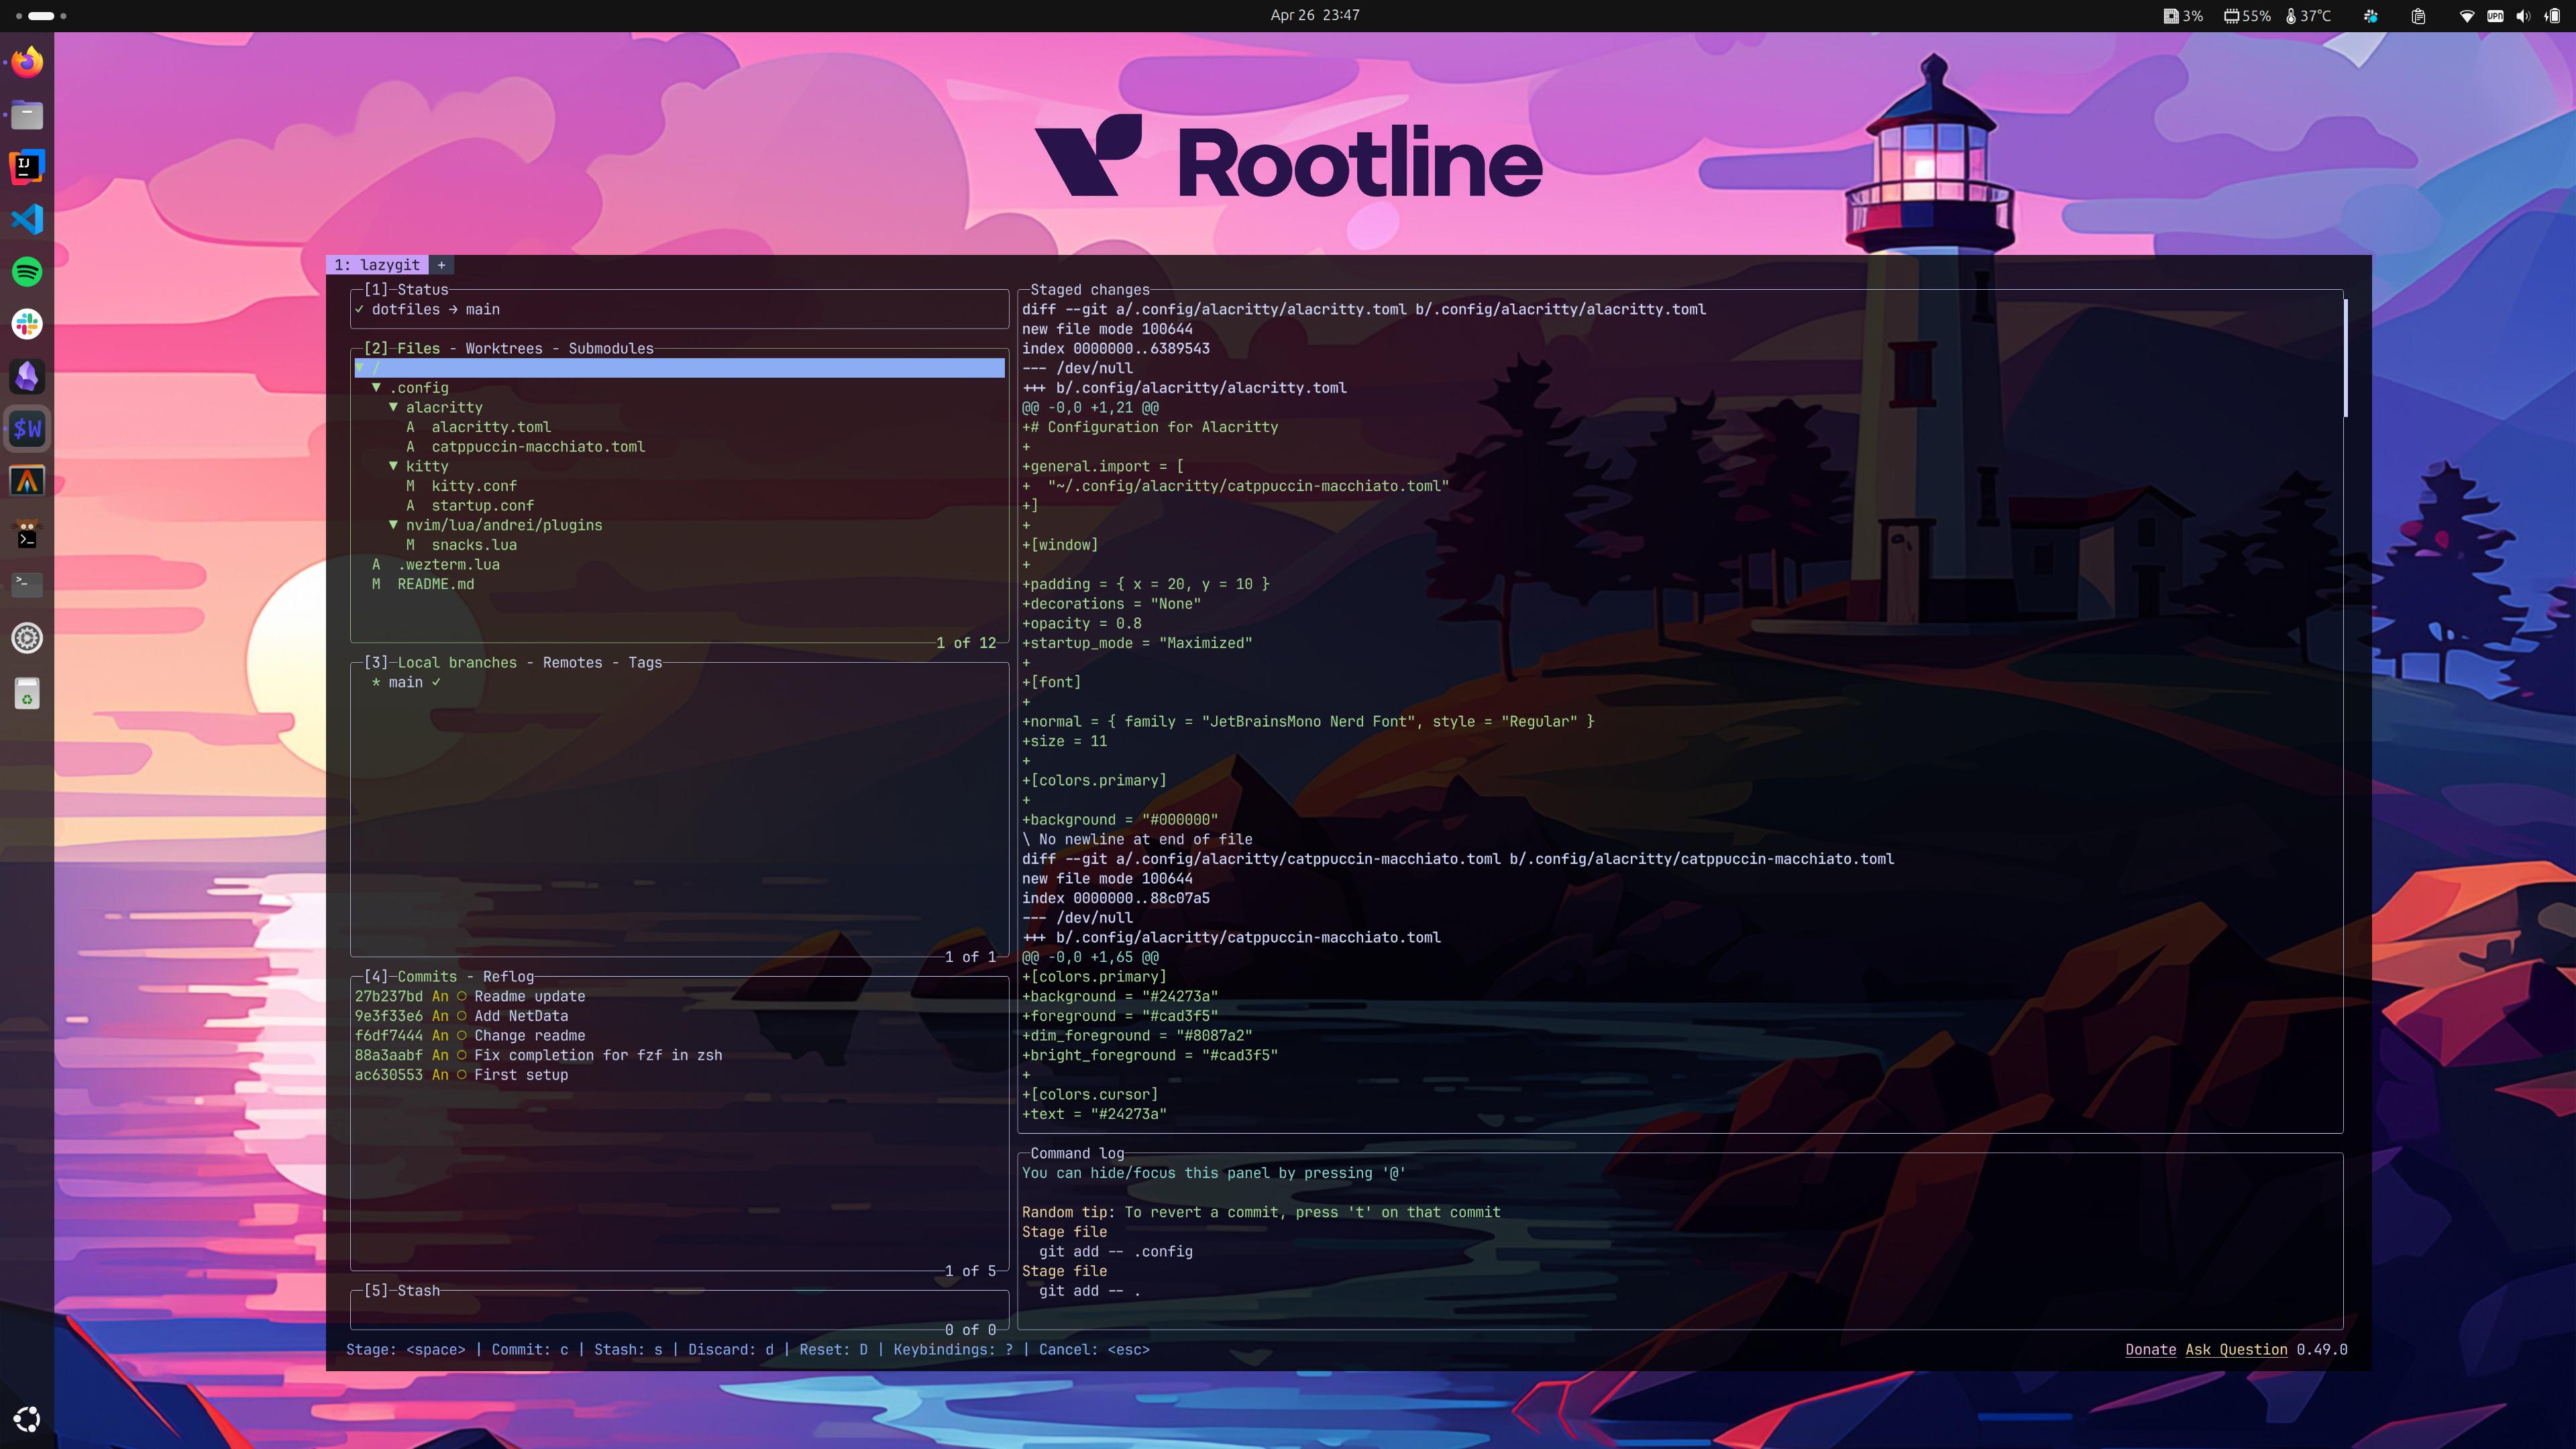 Apr 26 23:47
3% 55% 37°C VPN
Rootline
IJ
$W
>_
>_
1: lazygit +
[1]─Status
✓ dotfiles → main
[2]─Files - Worktrees - Submodules
▼ /
▼ .config
▼ alacritty
A alacritty.toml
A catppuccin-macchiato.toml
▼ kitty
M kitty.conf
A startup.conf
▼ nvim/lua/andrei/plugins
M snacks.lua
A .wezterm.lua
M README.md
1 of 12
[3]─Local branches - Remotes - Tags
* main ✓
1 of 1
[4]─Commits - Reflog
27b237bd An ○ Readme update
9e3f33e6 An ○ Add NetData
f6df7444 An ○ Change readme
88a3aabf An ○ Fix completion for fzf in zsh
ac630553 An ○ First setup
1 of 5
[5]─Stash
0 of 0
Staged changes
diff --git a/.config/alacritty/alacritty.toml b/.config/alacritty/alacritty.toml
new file mode 100644
index 0000000..6389543
--- /dev/null
+++ b/.config/alacritty/alacritty.toml
@@ -0,0 +1,21 @@
+# Configuration for Alacritty
+
+general.import = [
+  "~/.config/alacritty/catppuccin-macchiato.toml"
+]
+
+[window]
+
+padding = { x = 20, y = 10 }
+decorations = "None"
+opacity = 0.8
+startup_mode = "Maximized"
+
+[font]
+
+normal = { family = "JetBrainsMono Nerd Font", style = "Regular" }
+size = 11
+
+[colors.primary]
+
+background = "#000000"
\ No newline at end of file
diff --git a/.config/alacritty/catppuccin-macchiato.toml b/.config/alacritty/catppuccin-macchiato.toml
new file mode 100644
index 0000000..88c07a5
--- /dev/null
+++ b/.config/alacritty/catppuccin-macchiato.toml
@@ -0,0 +1,65 @@
+[colors.primary]
+background = "#24273a"
+foreground = "#cad3f5"
+dim_foreground = "#8087a2"
+bright_foreground = "#cad3f5"
+
+[colors.cursor]
+text = "#24273a"
Command log
You can hide/focus this panel by pressing '@'
Random tip: To revert a commit, press 't' on that commit
Stage file
git add -- .config
Stage file
git add -- .
Stage: <space> | Commit: c | Stash: s | Discard: d | Reset: D | Keybindings: ? | Cancel: <esc>
Donate Ask Question 0.49.0